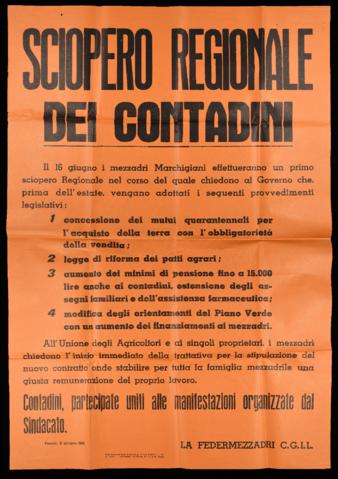 SCIOPERO REGIONALE
DEI CONTADINI
Il 16 giugno i mezzadri Marchigiani effettueranno un primo
sciopero Regionale nel corso del quale chiedono al Governo che,
prima dell'estate, vengano adottati i seguenti provvedimenti
legislativi:
1 concessione dei mutui quarantennali per
l'acquisto della terra con l'obbligatorietà
della vendita;
2 legge di riforma dei patti agrari;
3 aumento dei minimi di pensione fino a 15.000
lire anche ai contadini, estensione degli as-
segni familiari e dell'assistenza farmaceutica;
4 modifica degli orientamenti del Piano Verde
con un aumento dei finanziamenti ai mezzadri.
All'Unione degli Agricoltori e ai singoli proprietari, i mezzadri
chiedono l'inizio immediato della trattativa per la stipulazione del
nuovo contratto onde stabilire per tutta la famiglia mezzadrile una
giusta remunerazione del proprio lavoro.
Contadini, partecipate uniti alle manifestazioni organizzate dal
Sindacato.
LA FEDERMEZZADRI C.G.I.L.